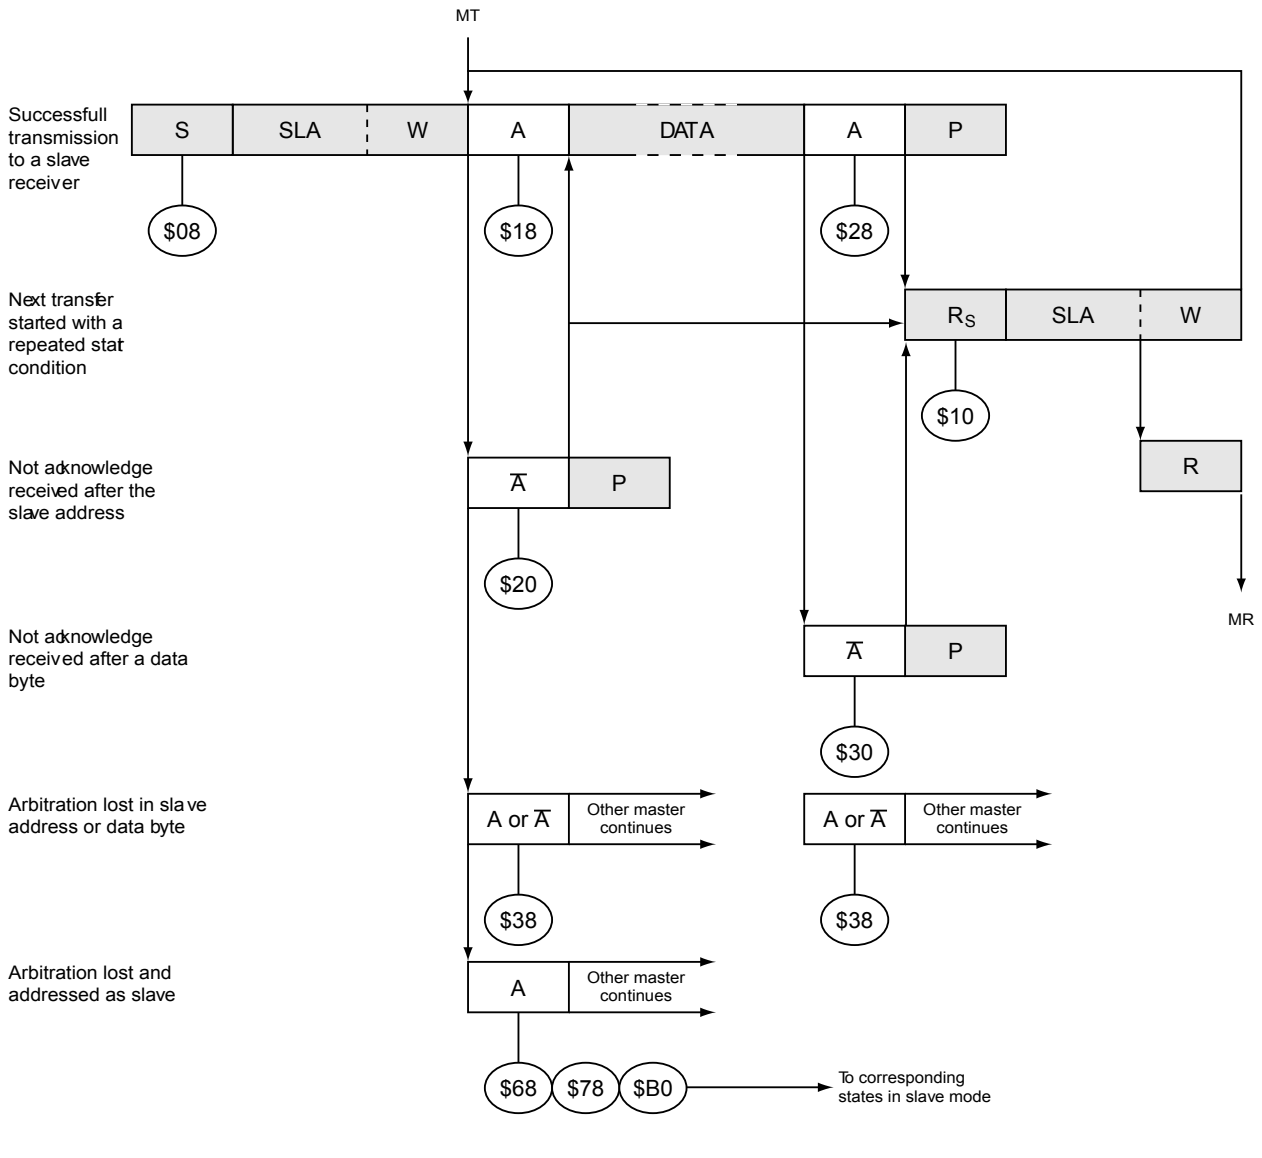 MT
Successfull
transmission
to a slave
receiver
S SLA W A DATA A P
$08 $18 $28
Next transfer
started with a
repeated start
condition
RS SLA W
$10
Not acknowledge
received after the
slave address
A̅ P
R
$20
MR
Not acknowledge
received after a data
byte
A̅ P
$30
Arbitration lost in slave
address or data byte
A or A̅ Other master
continues
A or A̅ Other master
continues
$38 $38
Arbitration lost and
addressed as slave
A Other master
continues
$68 $78 $B0
To corresponding
states in slave mode